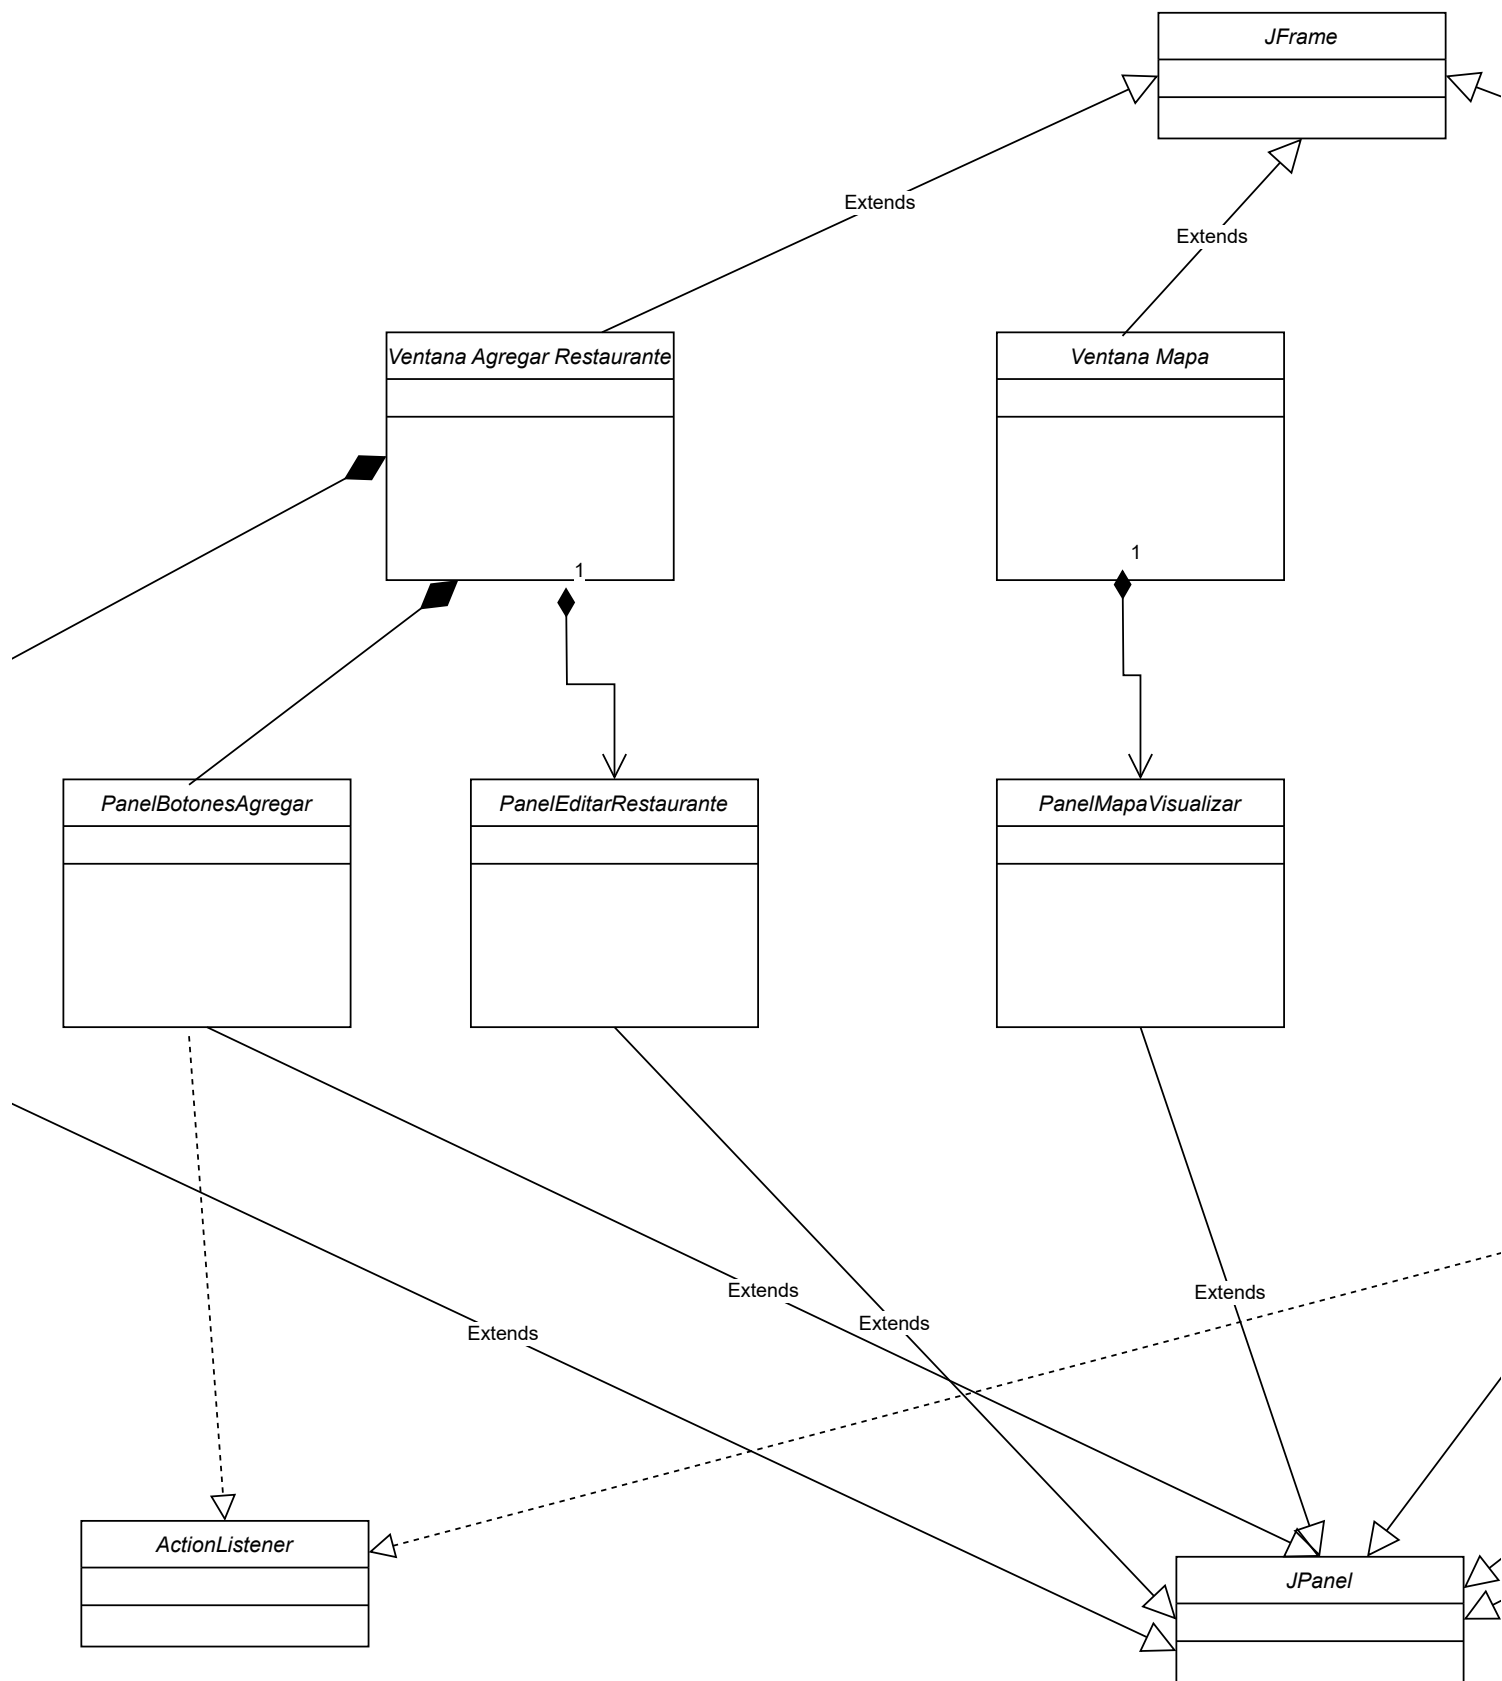 JFrame
Extends
Extends
Ventana Agregar Restaurante
Ventana Mapa
1
1
PanelBotonesAgregar
PanelEditarRestaurante
PanelMapaVisualizar
Extends
Extends
Extends
Extends
ActionListener
JPanel